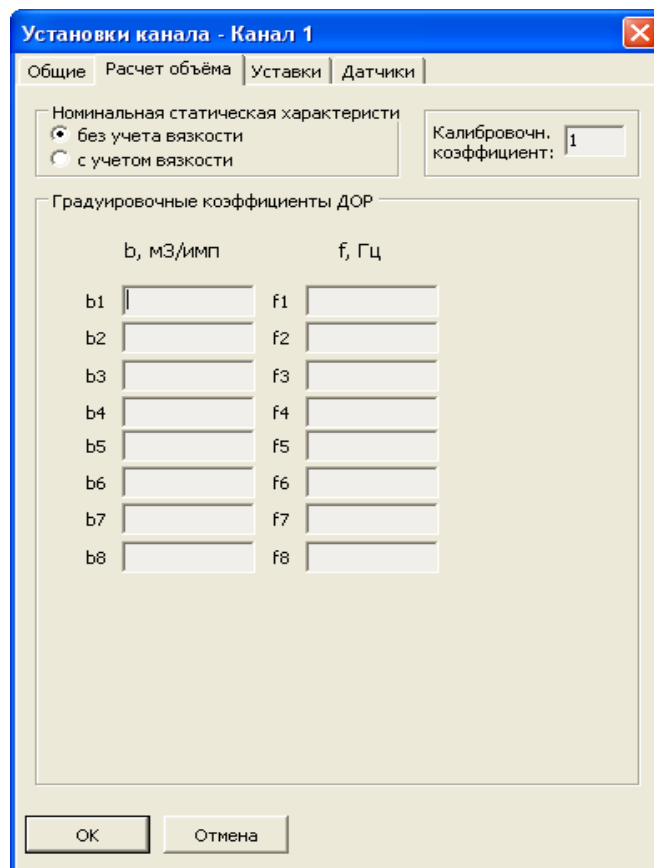 Установки канала - Канал 1
Общие Расчет объёма Уставки Датчики
Номинальная статическая характеристи
без учета вязкости
с учетом вязкости
Калибровочн.
коэффициент: 1
Градуировочные коэффициенты ДОР
b, м3/имп f, Гц
b1 f1
b2 f2
b3 f3
b4 f4
b5 f5
b6 f6
b7 f7
b8 f8
OK Отмена